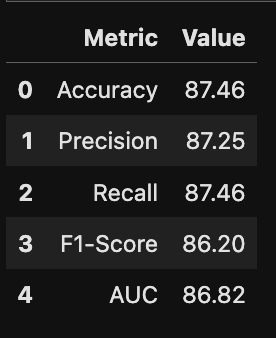 Metric Value
0 Accuracy 87.46
1 Precision 87.25
2 Recall 87.46
3 F1-Score 86.20
4 AUC 86.82